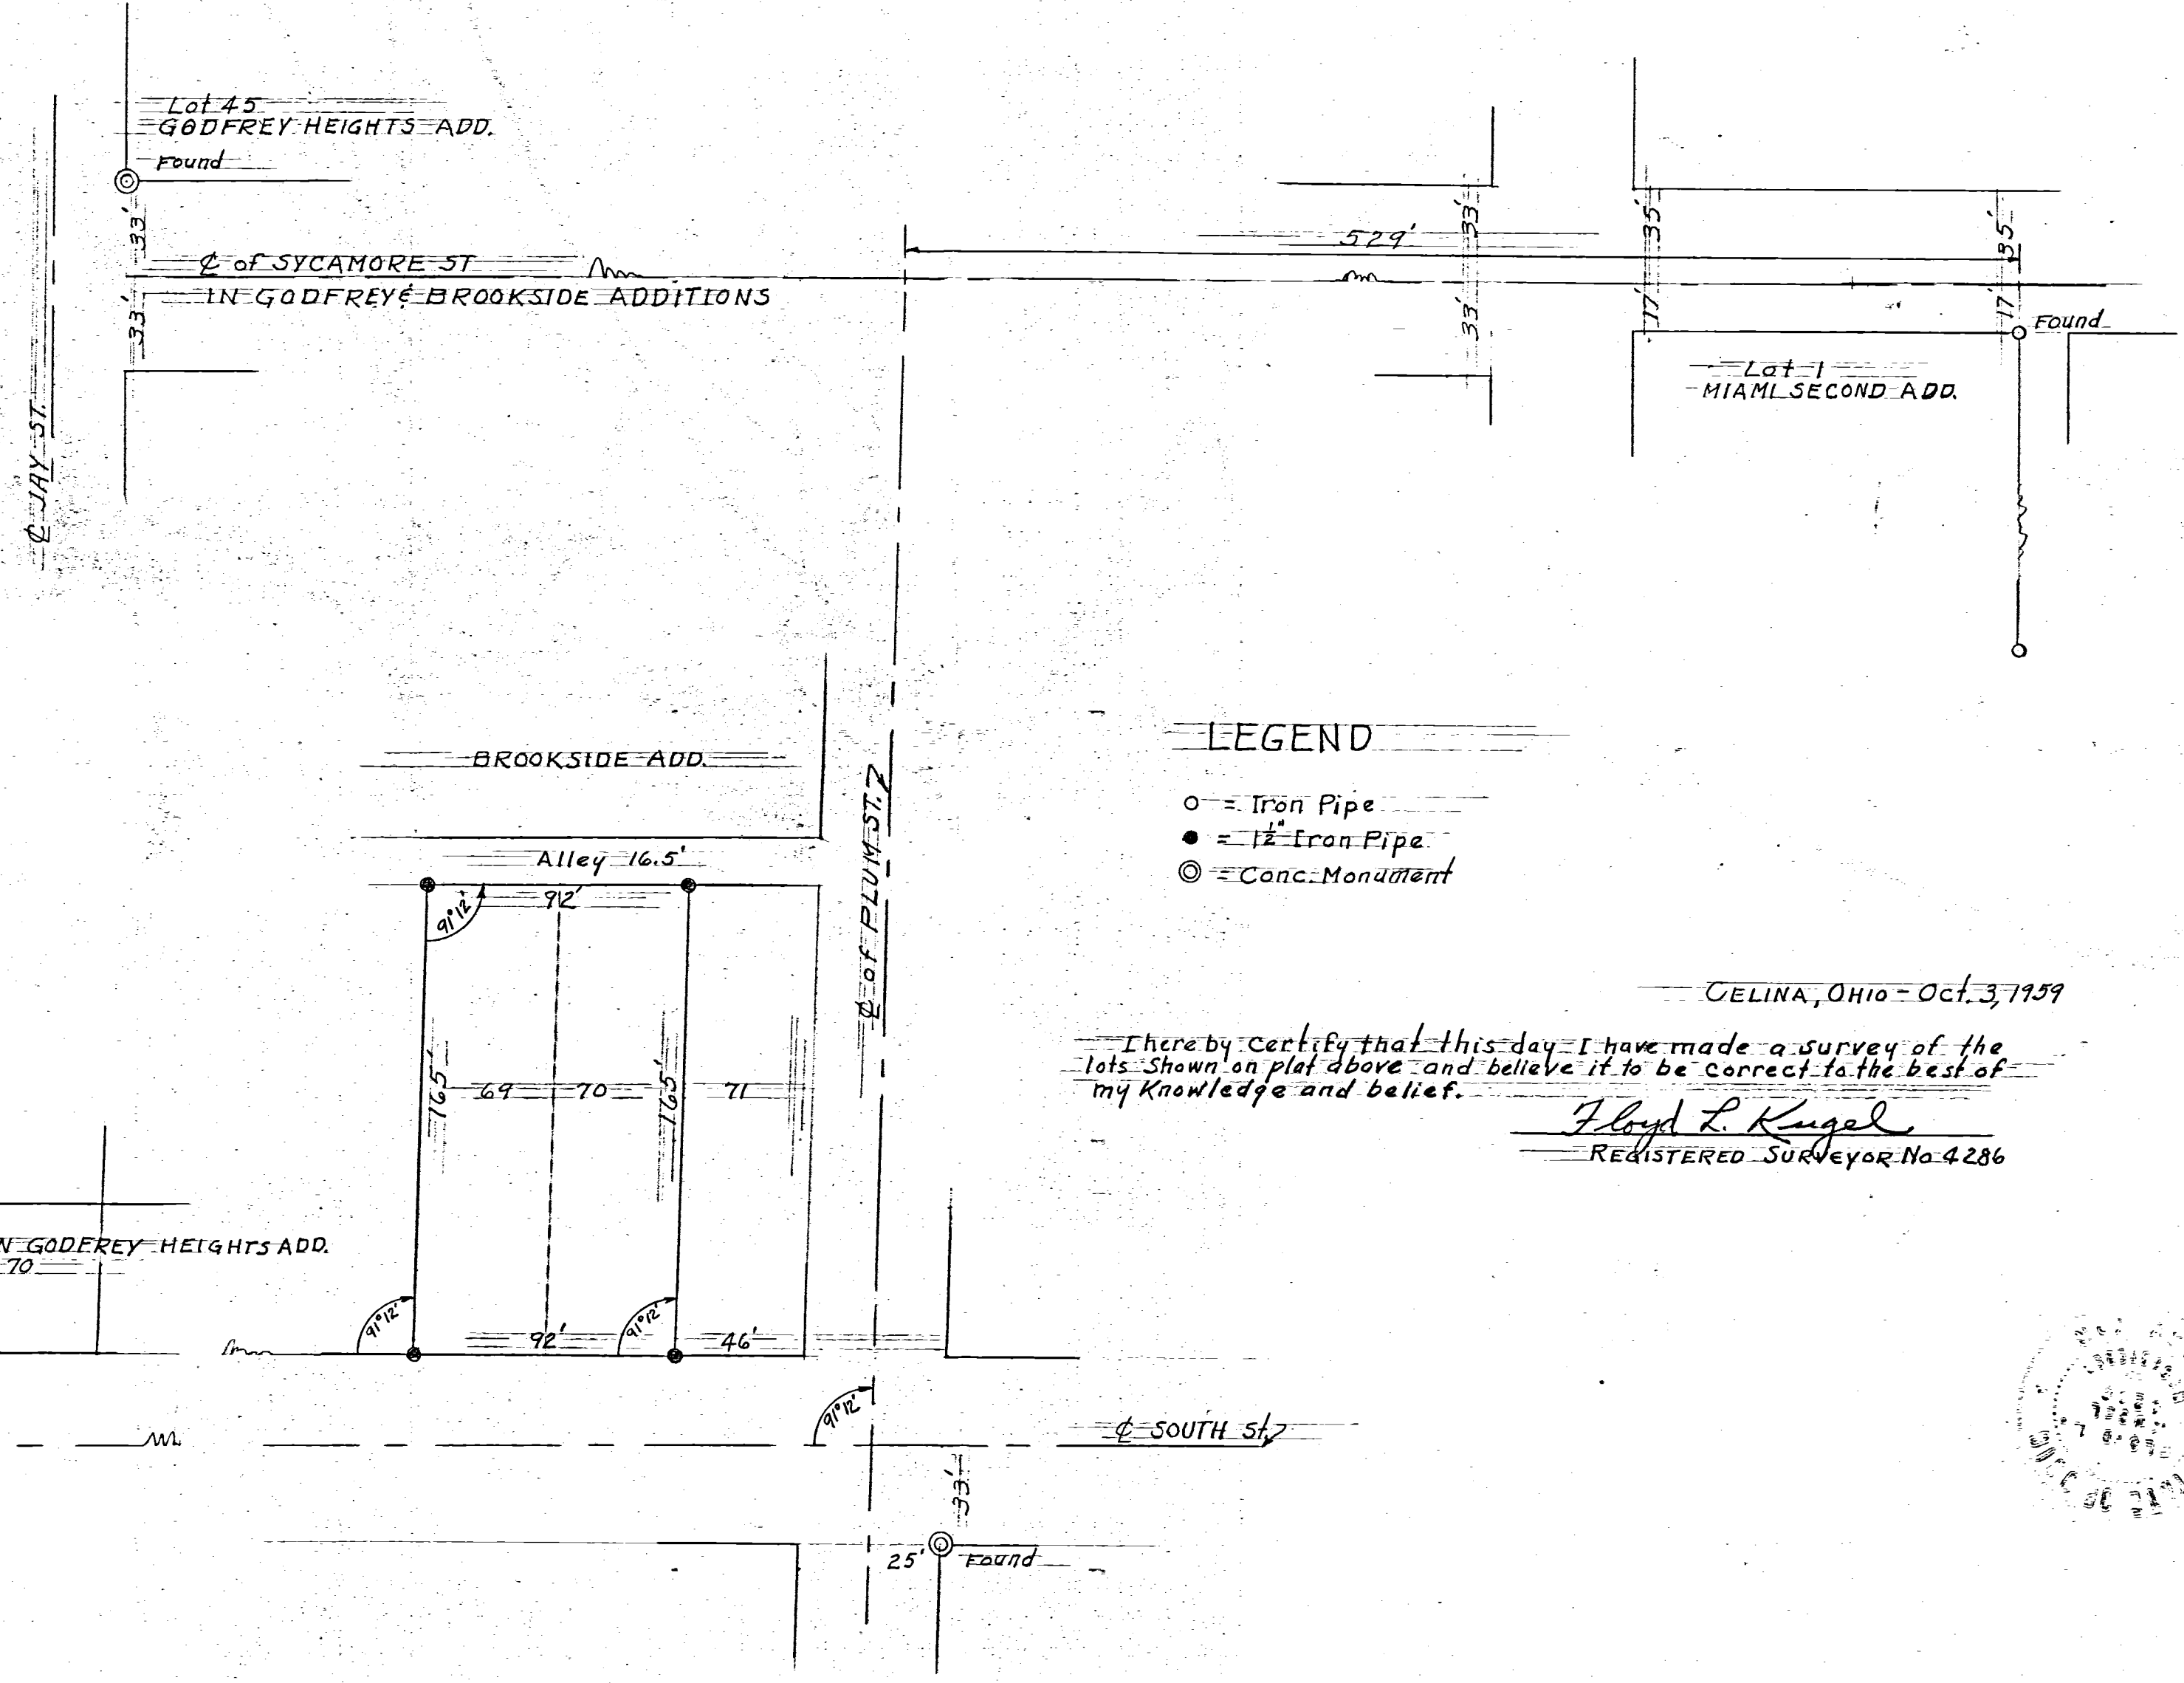 Lot 45
GODFREY HEIGHTS ADD.
Found
33'
33'
℄ of SYCAMORE ST
IN GODFREY & BROOKSIDE ADDITIONS
℄ JAY ST.
529'
33'
33'
35'
17'
35'
17'
Found
Lot 1
MIAMI SECOND ADD.
BROOKSIDE ADD.
Alley 16.5'
92'
91°12'
℄ of PLUM ST.
165'
69
70
165'
71
LEGEND
= Iron Pipe
= 1½" Iron Pipe
= Conc. Monument
CELINA, OHIO - Oct. 3, 1959
I hereby certify that this day I have made a survey of the
lots Shown on plat above and believe it to be correct to the best of
my Knowledge and belief.
Floyd L. Kugel
REGISTERED SURVEYOR No 4286
N GODFREY HEIGHTS ADD.
70
91°12'
92'
91°12'
46'
91°12'
℄ SOUTH St.
33'
25'
Found